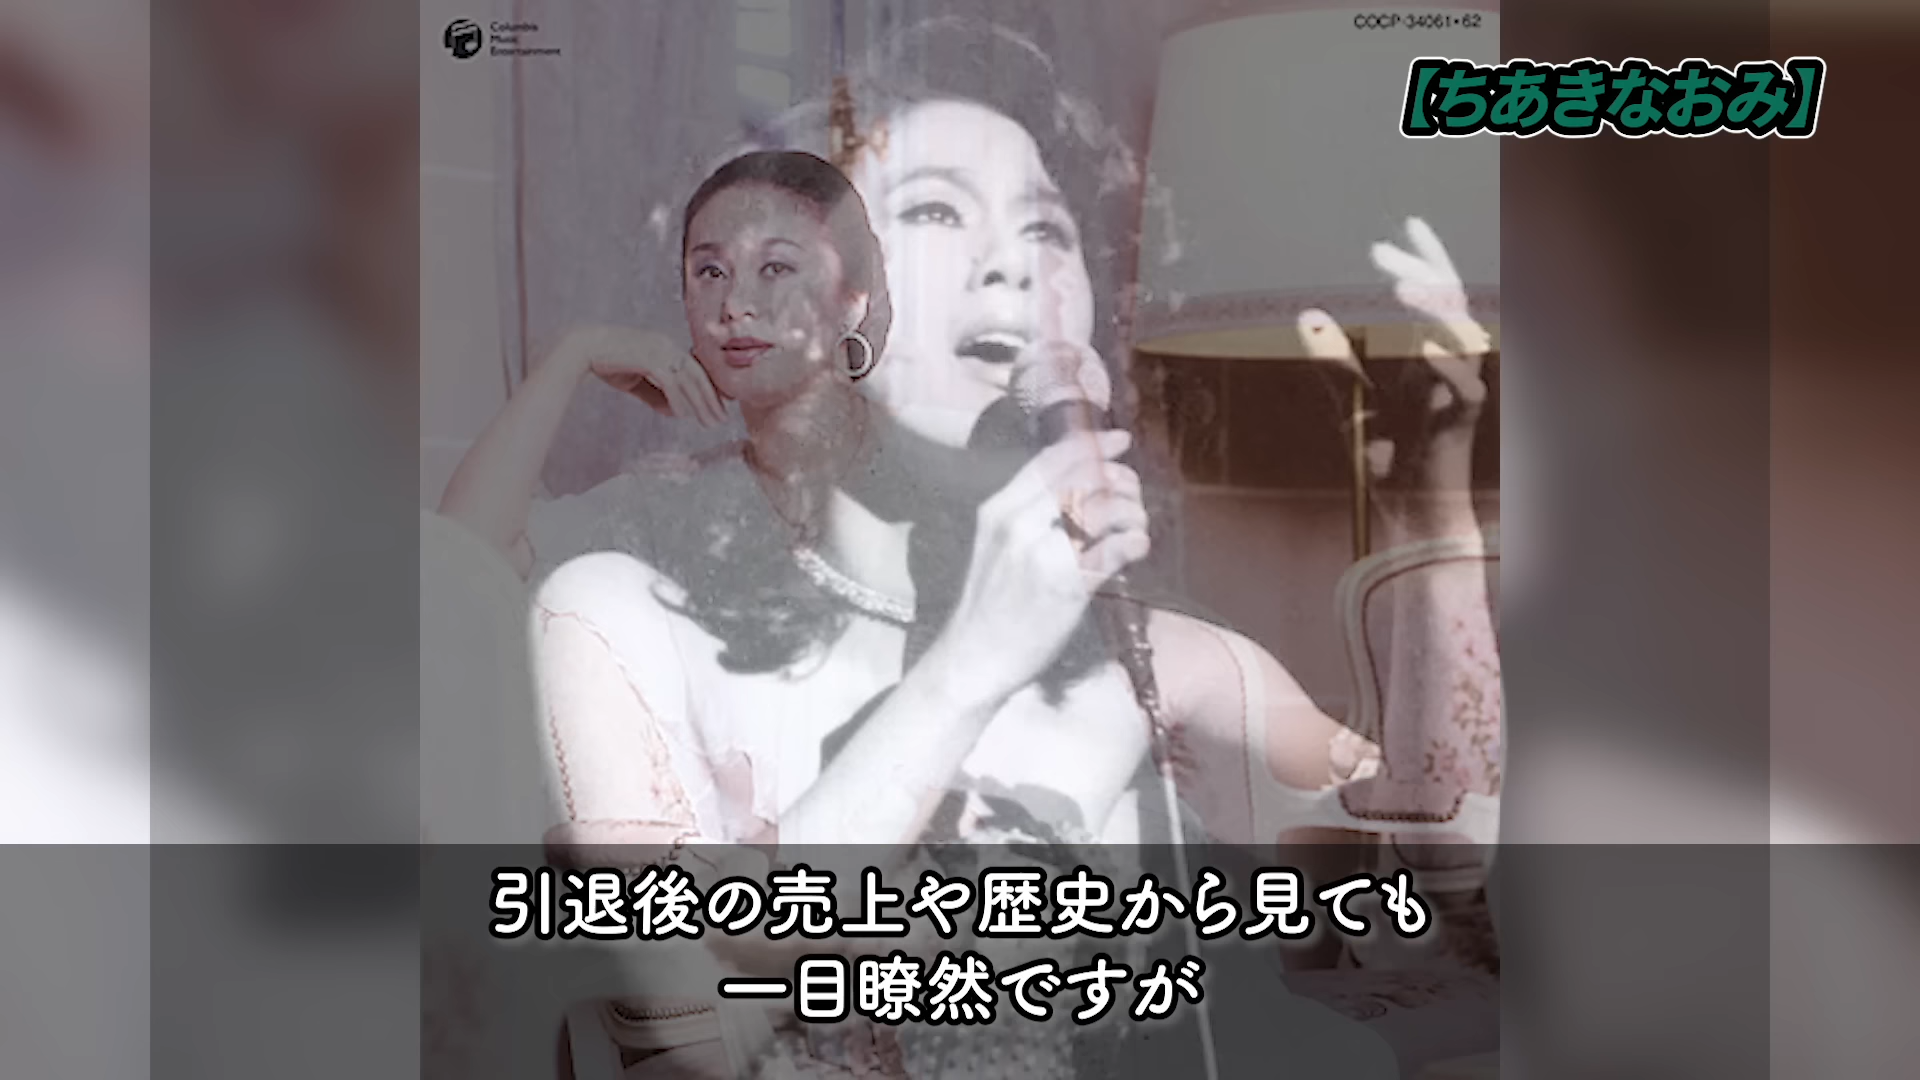 Columbia
Music
Entertainment
COCP-34061・62
【ちあきなおみ】
引退後の売上や歴史から見ても
一目瞭然ですが